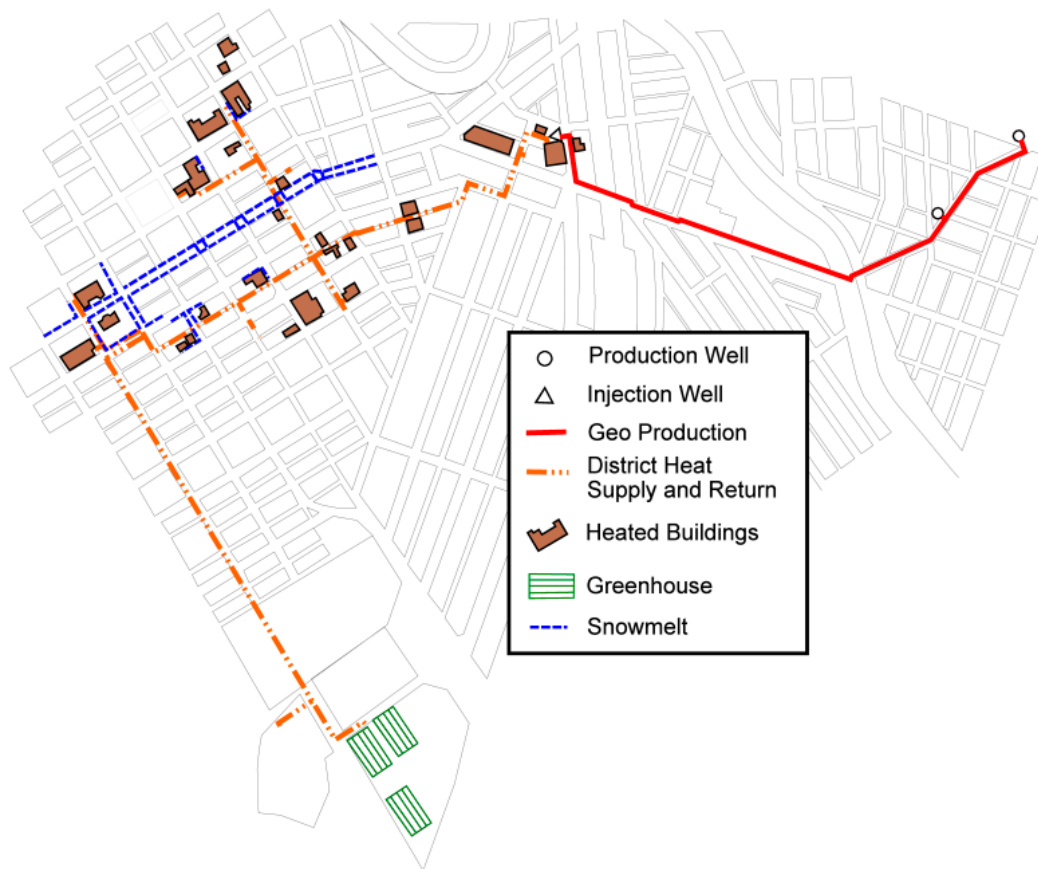 Production Well
Injection Well
Geo Production
District Heat
Supply and Return
Heated Buildings
Greenhouse
Snowmelt